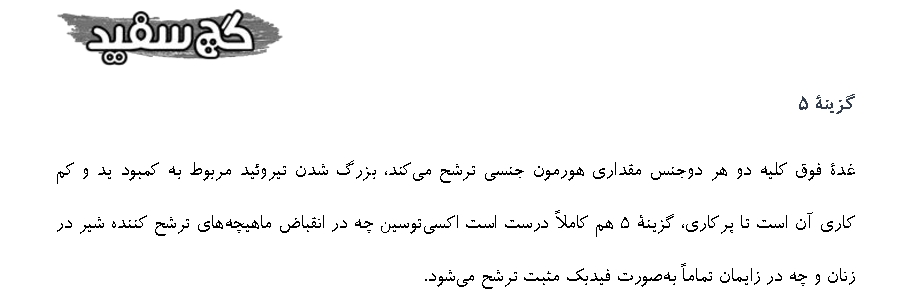 گچ سفید
گزینهٔ ۵
غدهٔ فوق کلیه دو هر دوجنس مقداری هورمون جنسی ترشح می‌کند، بزرگ شدن تیروئید مربوط به کمبود ید و کم
کاری آن است تا پرکاری، گزینهٔ ۵ هم کاملاً درست است اکسی‌توسین چه در انقباض ماهیچه‌های ترشح کننده شیر در
زنان و چه در زایمان تماماً به‌صورت فیدبک مثبت ترشح می‌شود.